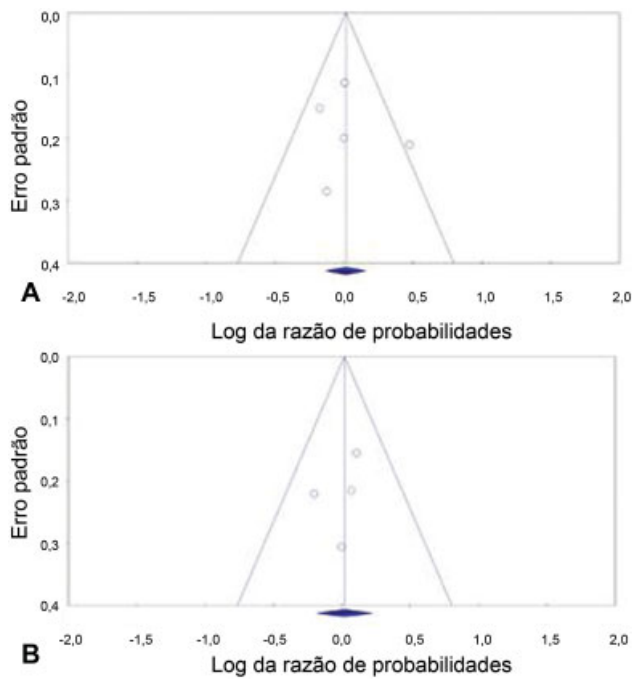 0,0
0,1
0,2
0,3
0,4
Erro padrão
A
-2,0 -1,5 -1,0 -0,5 0,0 0,5 1,0 1,5 2,0
Log da razão de probabilidades
0,0
0,1
0,2
0,3
0,4
Erro padrão
B
-2,0 -1,5 -1,0 -0,5 0,0 0,5 1,0 1,5 2,0
Log da razão de probabilidades